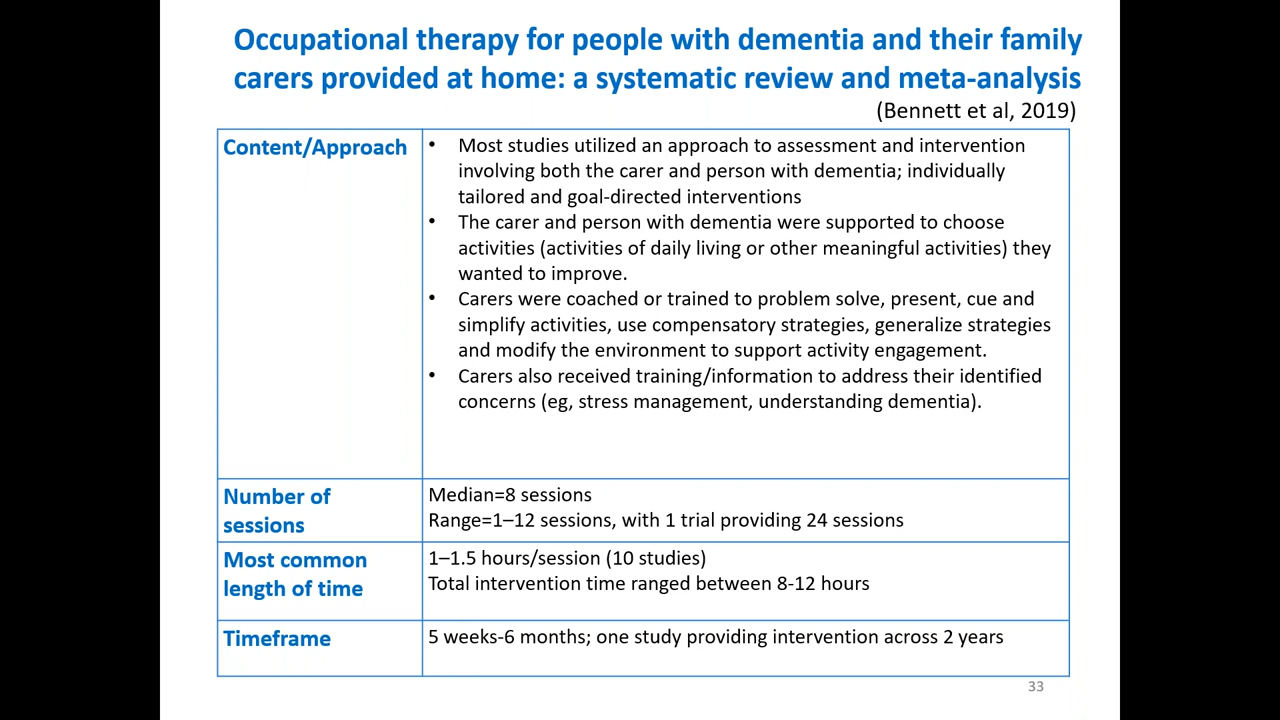 Occupational therapy for people with dementia and their family
carers provided at home: a systematic review and meta-analysis
(Bennett et al, 2019)
Content/Approach
• Most studies utilized an approach to assessment and intervention
involving both the carer and person with dementia; individually
tailored and goal-directed interventions
• The carer and person with dementia were supported to choose
activities (activities of daily living or other meaningful activities) they
wanted to improve.
• Carers were coached or trained to problem solve, present, cue and
simplify activities, use compensatory strategies, generalize strategies
and modify the environment to support activity engagement.
• Carers also received training/information to address their identified
concerns (eg, stress management, understanding dementia).
Number of
sessions
Median=8 sessions
Range=1–12 sessions, with 1 trial providing 24 sessions
Most common
length of time
1–1.5 hours/session (10 studies)
Total intervention time ranged between 8-12 hours
Timeframe
5 weeks-6 months; one study providing intervention across 2 years
33